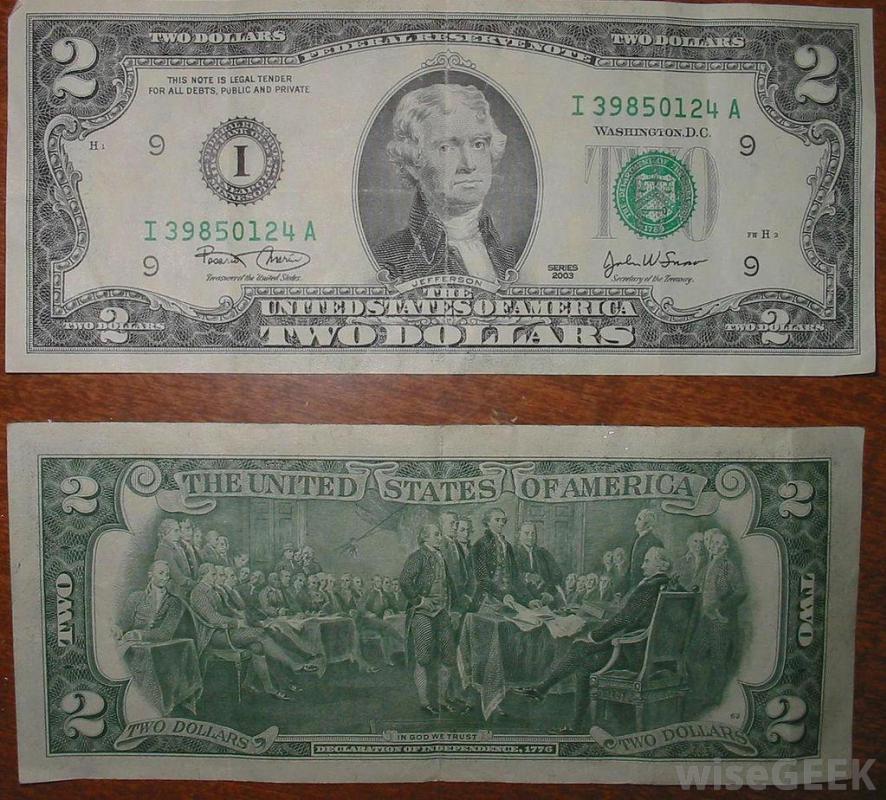 2 TWO DOLLARS FEDERAL RESERVE NOTE TWO DOLLARS 2
THIS NOTE IS LEGAL TENDER
FOR ALL DEBTS, PUBLIC AND PRIVATE
I 39850124 A
WASHINGTON, D.C.
H 1 9 I TWO 9
I 39850124 A
FW H 2
9 9
Treasurer of the United States.
SERIES
2003
Secretary of the Treasury.
JEFFERSON
THE
UNITED STATES OF AMERICA
TWO DOLLARS 2 TWO DOLLARS 2
TWO DOLLARS
2 THE UNITED STATES OF AMERICA 2
TWO TWO
2 2
TWO DOLLARS IN GOD WE TRUST TWO DOLLARS
DECLARATION OF INDEPENDENCE, 1776
wiseGEEK